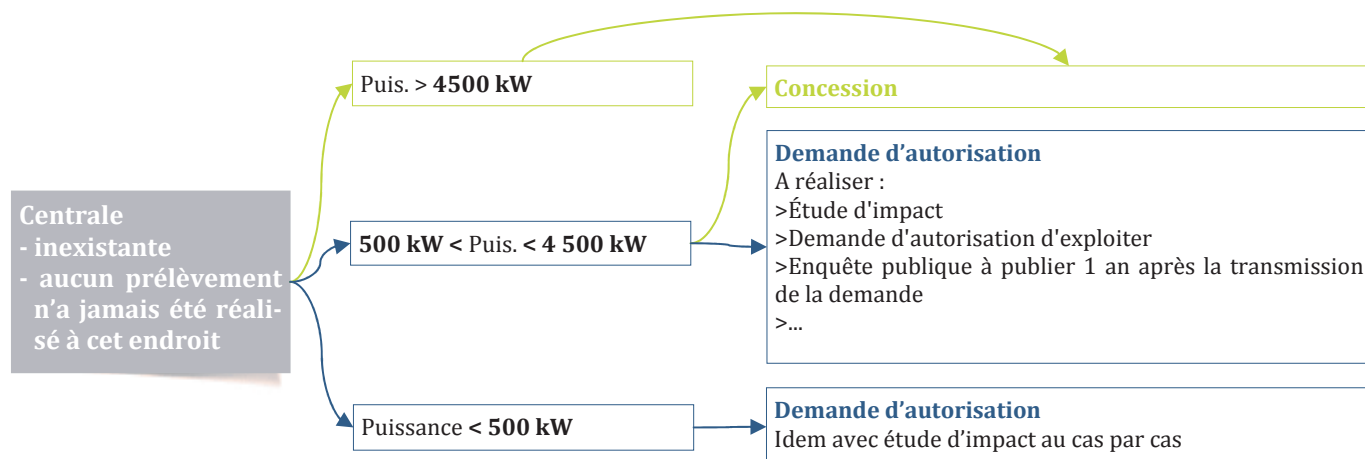 Centrale
- inexistante
- aucun prélèvement
n’a jamais été réali-
sé à cet endroit
Puis. > 4500 kW
500 kW < Puis. < 4 500 kW
Puissance < 500 kW
Concession
Demande d’autorisation
A réaliser :
>Étude d'impact
>Demande d'autorisation d'exploiter
>Enquête publique à publier 1 an après la transmission
de la demande
>...
Demande d’autorisation
Idem avec étude d’impact au cas par cas